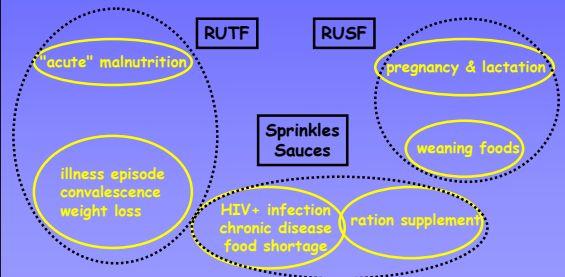 RUTF
RUSF
"acute" malnutrition
pregnancy & lactation
Sprinkles
Sauces
weaning foods
illness episode
convalescence
weight loss
HIV+ infection
chronic disease
food shortage
ration supplement